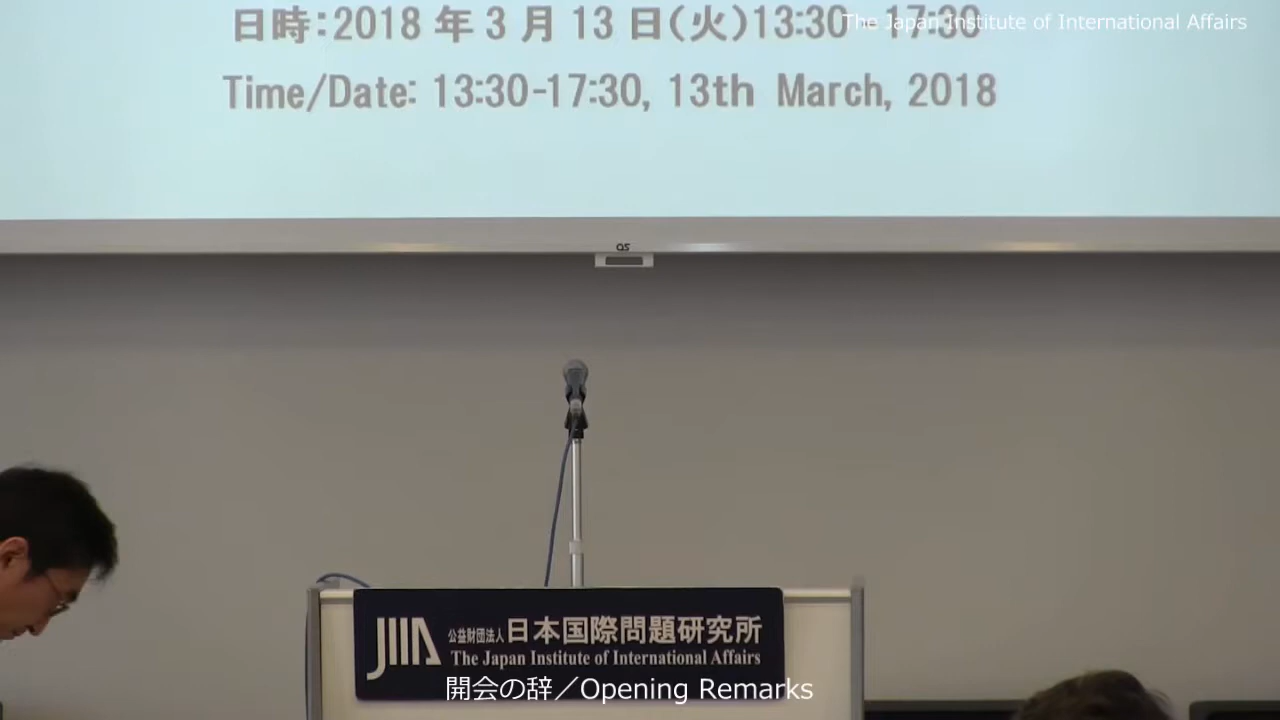 The Japan Institute of International Affairs
日時：2018 年 3 月 13 日（火）13:30 - 17:30
Time/Date: 13:30-17:30, 13th March, 2018
OS
JIIA
公益財団法人 日本国際問題研究所
The Japan Institute of International Affairs
開会の辞／Opening Remarks